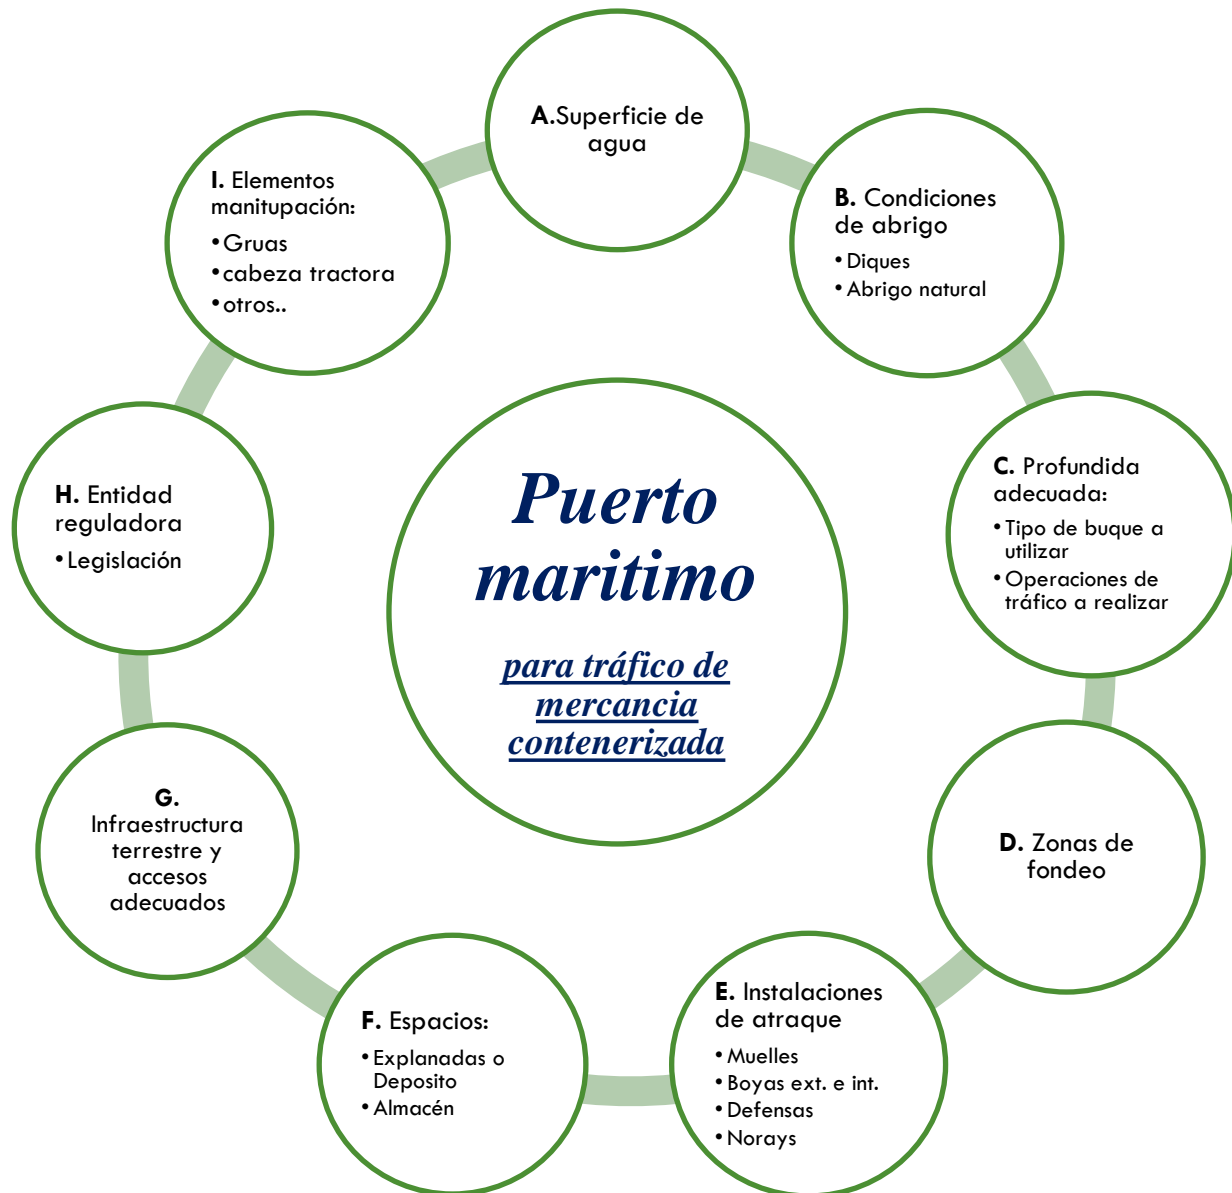 A.Superficie de
agua
B. Condiciones
de abrigo
• Diques
• Abrigo natural
C. Profundida
adecuada:
• Tipo de buque a
utilizar
• Operaciones de
tráfico a realizar
D. Zonas de
fondeo
E. Instalaciones
de atraque
• Muelles
• Boyas ext. e int.
• Defensas
• Norays
F. Espacios:
• Explanadas o
Deposito
• Almacén
G.
Infraestructura
terrestre y
accesos
adecuados
H. Entidad
reguladora
• Legislación
I. Elementos
manitupación:
• Gruas
• cabeza tractora
• otros..
Puerto
maritimo
para tráfico de
mercancia
contenerizada